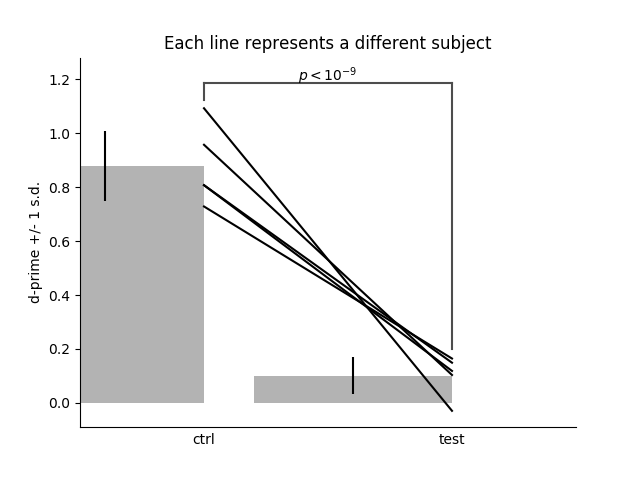 Each line represents a different subject
p < 10⁻⁹
d-prime +/- 1 s.d.
1.2
1.0
0.8
0.6
0.4
0.2
0.0
ctrl test